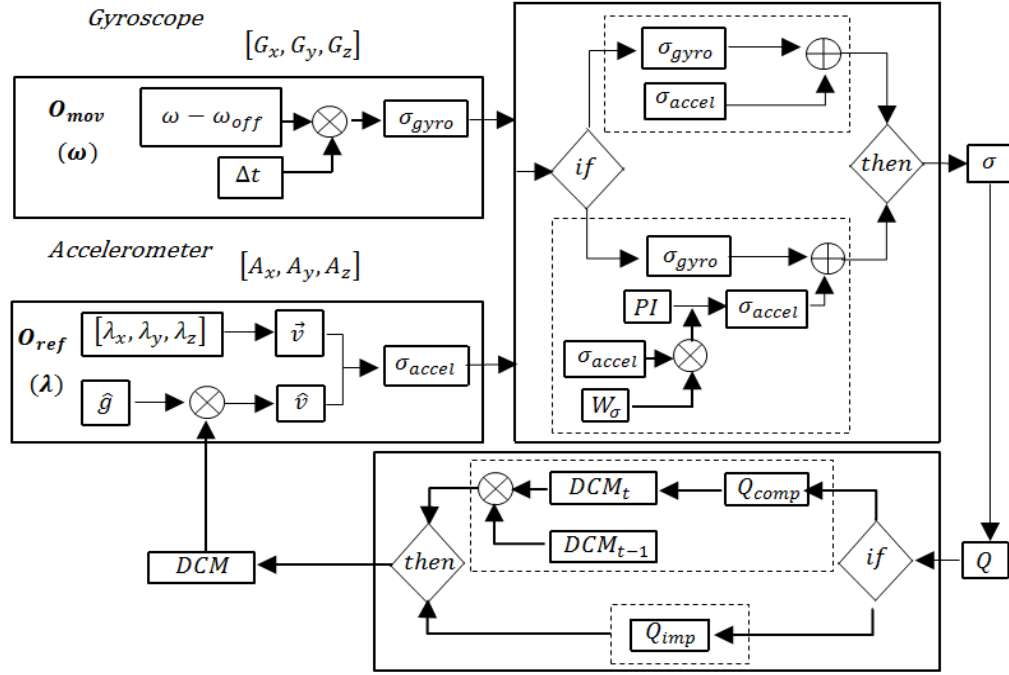 Gyroscope
[G_x, G_y, G_z]
O_mov
(ω)
ω − ω_off
Δt
σ_gyro
Accelerometer
[A_x, A_y, A_z]
O_ref
(λ)
[λ_x, λ_y, λ_z]
v⃗
ĝ
v̂
σ_accel
if
σ_gyro
σ_accel
then
σ
σ_gyro
PI
σ_accel
σ_accel
W_σ
DCM_t
Q_comp
DCM_{t−1}
then
if
Q
DCM
Q_imp